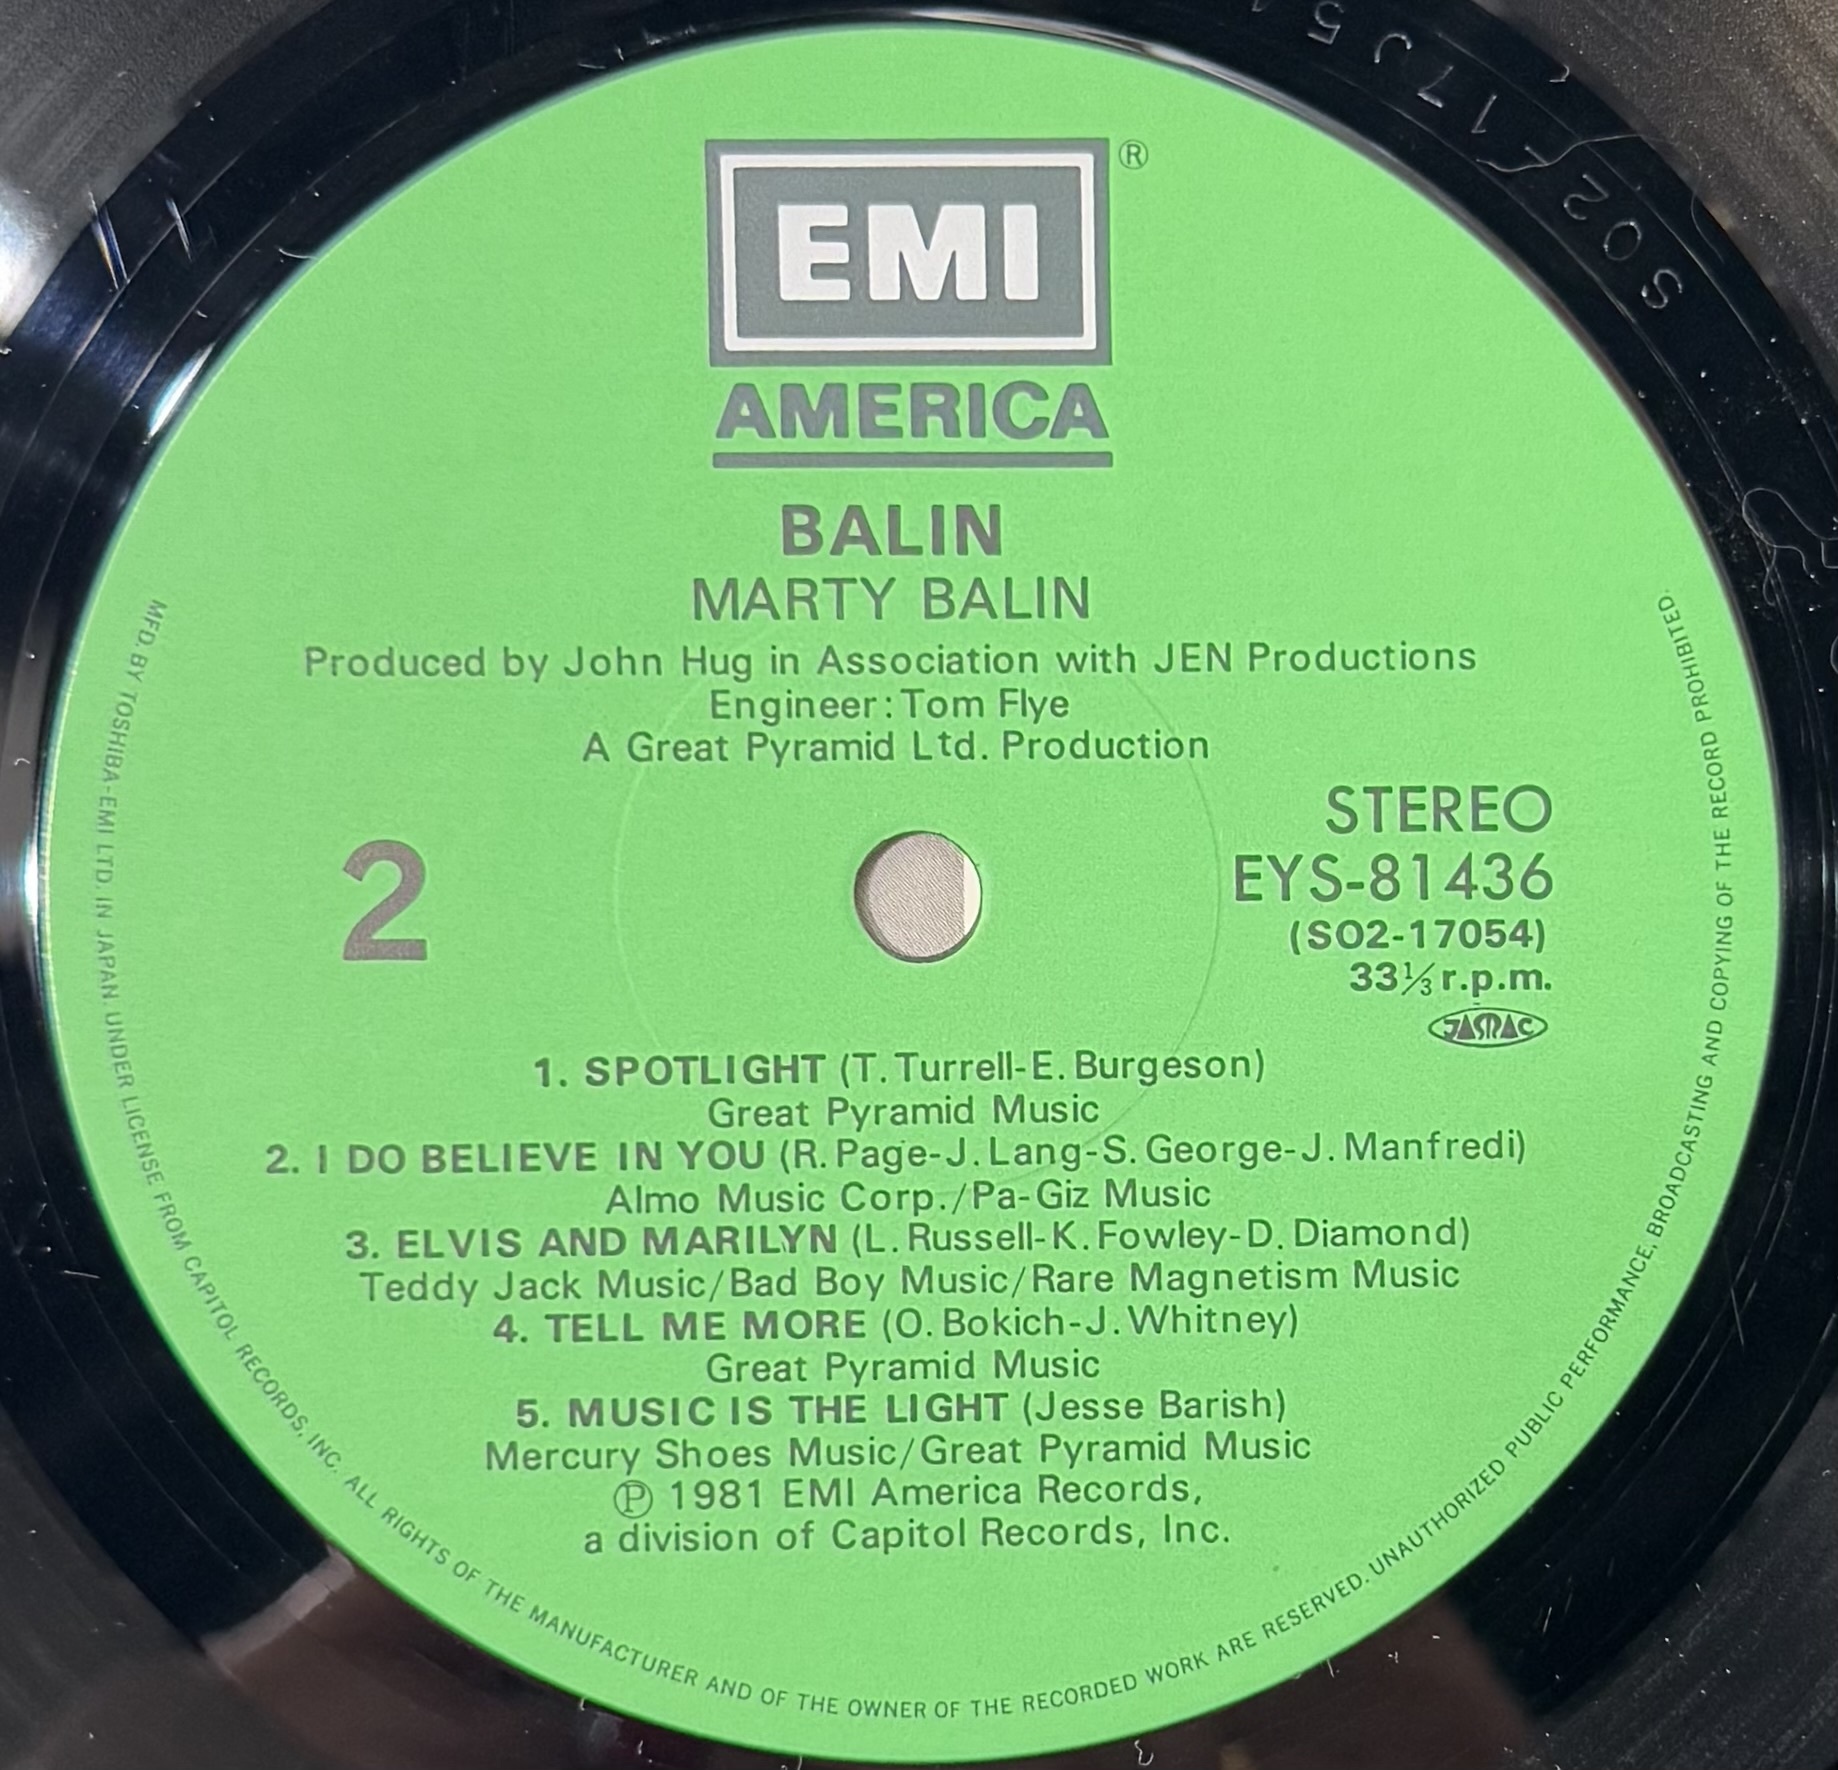 EMI®
AMERICA
BALIN
MARTY BALIN
Produced by John Hug in Association with JEN Productions
Engineer: Tom Flye
A Great Pyramid Ltd. Production
2
STEREO
EYS-81436
(SO2-17054)
33⅓ r.p.m.
JASRAC
1. SPOTLIGHT (T. Turrell-E. Burgeson)
Great Pyramid Music
2. I DO BELIEVE IN YOU (R. Page-J. Lang-S. George-J. Manfredi)
Almo Music Corp./Pa-Giz Music
3. ELVIS AND MARILYN (L. Russell-K. Fowley-D. Diamond)
Teddy Jack Music/Bad Boy Music/Rare Magnetism Music
4. TELL ME MORE (O. Bokich-J. Whitney)
Great Pyramid Music
5. MUSIC IS THE LIGHT (Jesse Barish)
Mercury Shoes Music/Great Pyramid Music
℗ 1981 EMI America Records,
a division of Capitol Records, Inc.
MFD. BY TOSHIBA-EMI LTD. IN JAPAN. UNDER LICENSE FROM CAPITOL RECORDS, INC. ALL RIGHTS OF THE MANUFACTURER AND OF THE OWNER OF THE RECORDED WORK ARE RESERVED. UNAUTHORIZED PUBLIC PERFORMANCE, BROADCASTING AND COPYING OF THE RECORD PROHIBITED.